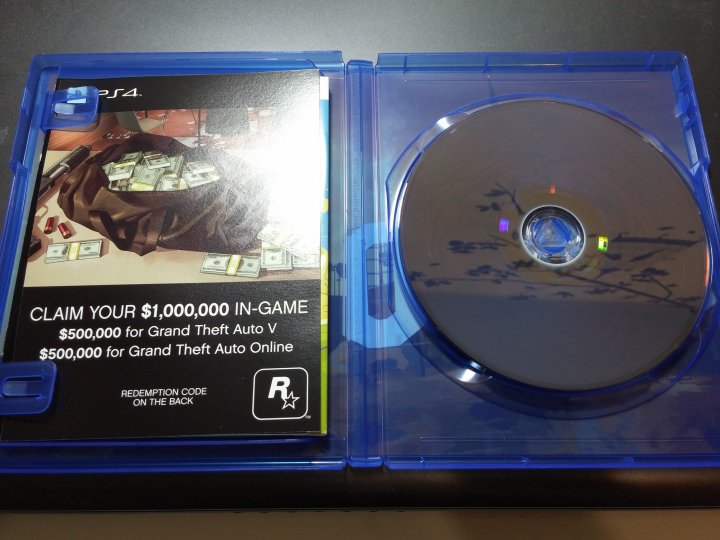 PS4
CLAIM YOUR $1,000,000 IN-GAME
$500,000 for Grand Theft Auto V
$500,000 for Grand Theft Auto Online
REDEMPTION CODE
ON THE BACK
R